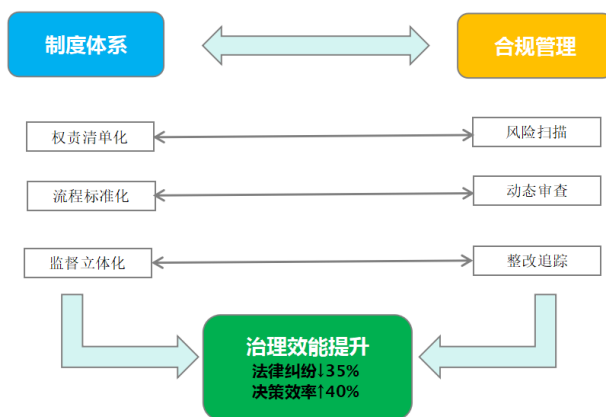 制度体系
合规管理
权责清单化
风险扫描
流程标准化
动态审查
监督立体化
整改追踪
治理效能提升
法律纠纷↓35%
决策效率↑40%